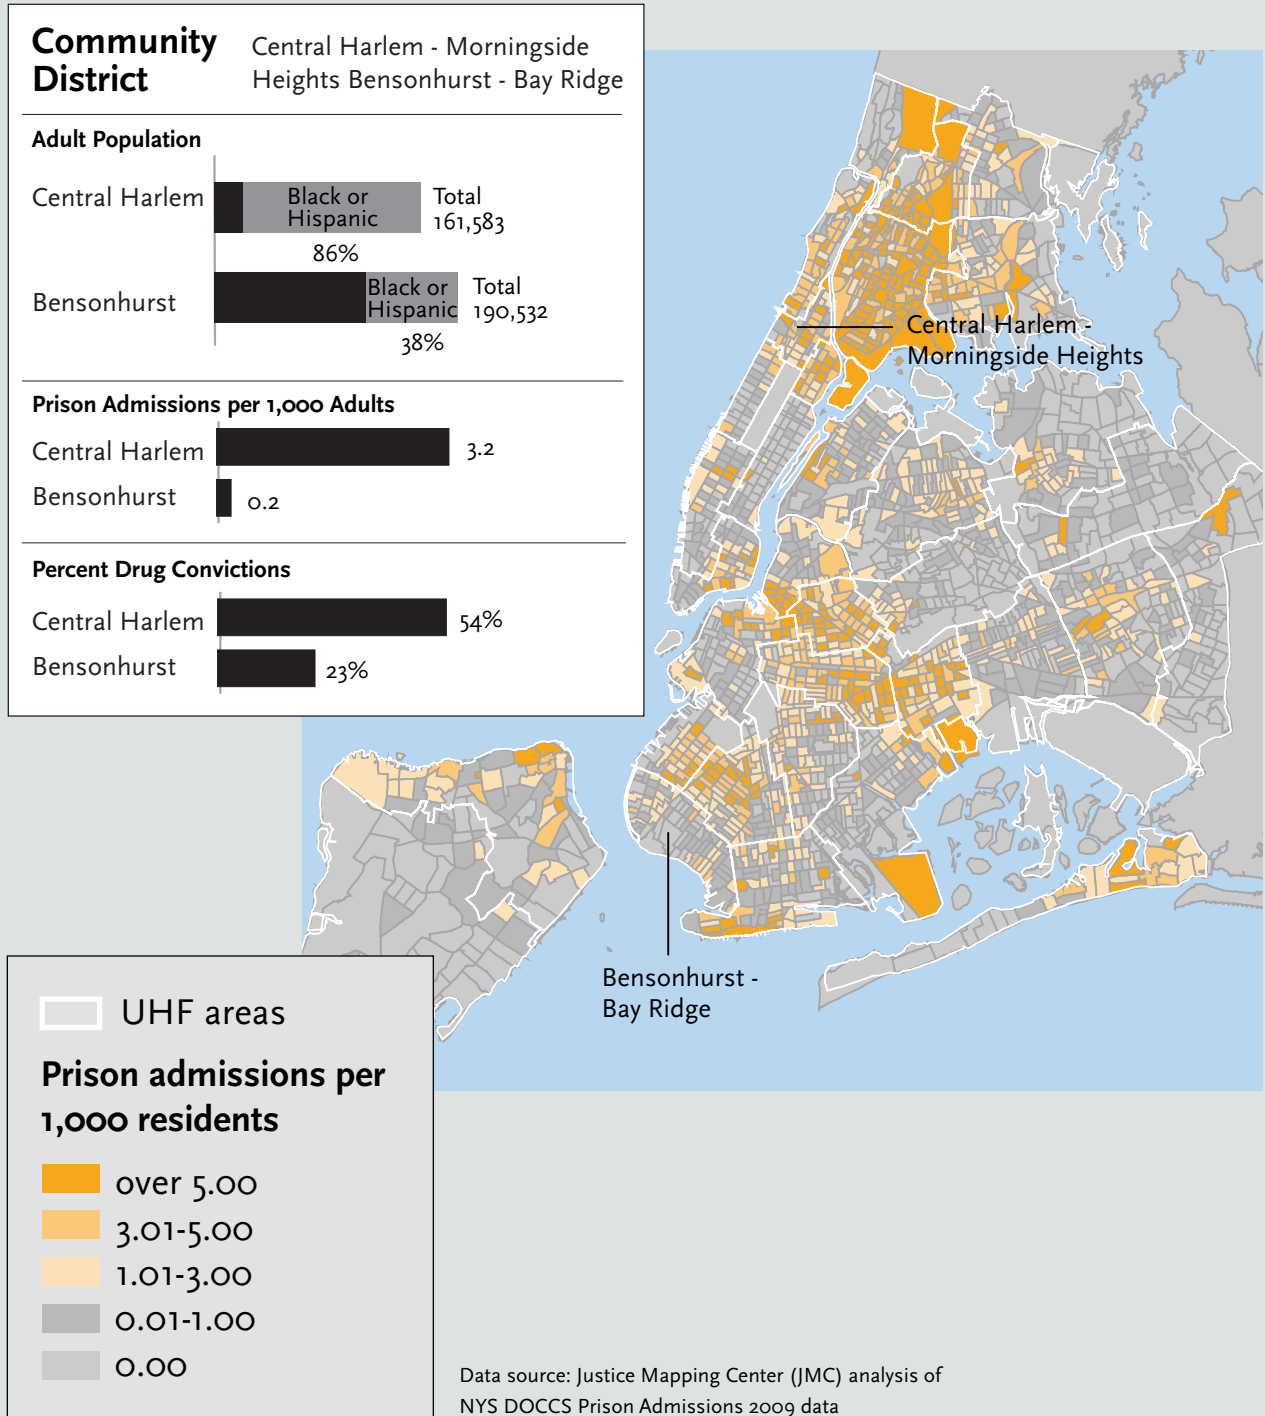 Community
District
Central Harlem - Morningside
Heights Bensonhurst - Bay Ridge
Adult Population
Central Harlem
Black or
Hispanic
Total
161,583
86%
Bensonhurst
Black or
Hispanic
Total
190,532
38%
Prison Admissions per 1,000 Adults
Central Harlem
3.2
Bensonhurst
0.2
Percent Drug Convictions
Central Harlem
54%
Bensonhurst
23%
Central Harlem -
Morningside Heights
Bensonhurst -
Bay Ridge
UHF areas
Prison admissions per
1,000 residents
over 5.00
3.01-5.00
1.01-3.00
0.01-1.00
0.00
Data source: Justice Mapping Center (JMC) analysis of
NYS DOCCS Prison Admissions 2009 data